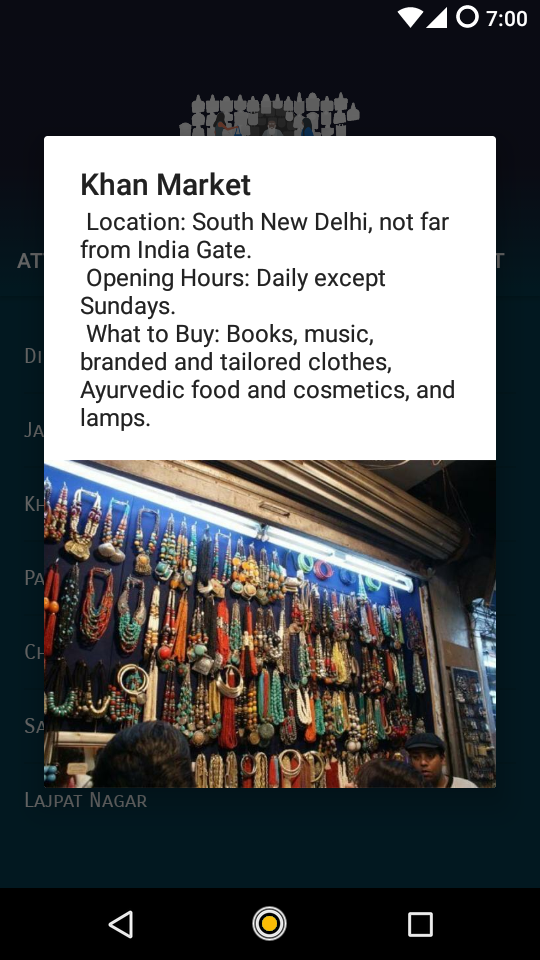 7:00
Khan Market
AT
T
Location: South New Delhi, not far
from India Gate.
Opening Hours: Daily except
Sundays.
What to Buy: Books, music,
branded and tailored clothes,
Ayurvedic food and cosmetics, and
lamps.
DI
JA
KH
PA
CH
SA
LAJPAT NAGAR